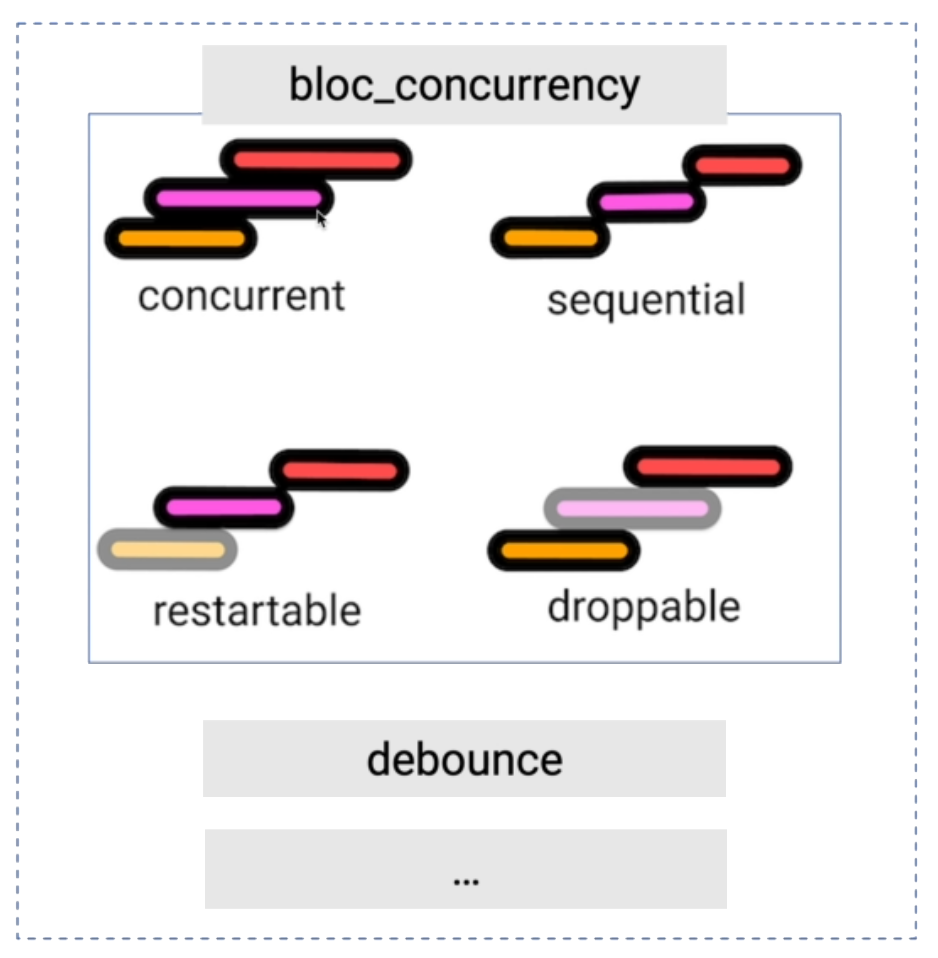 bloc_concurrency
concurrent
sequential
restartable
droppable
debounce
...